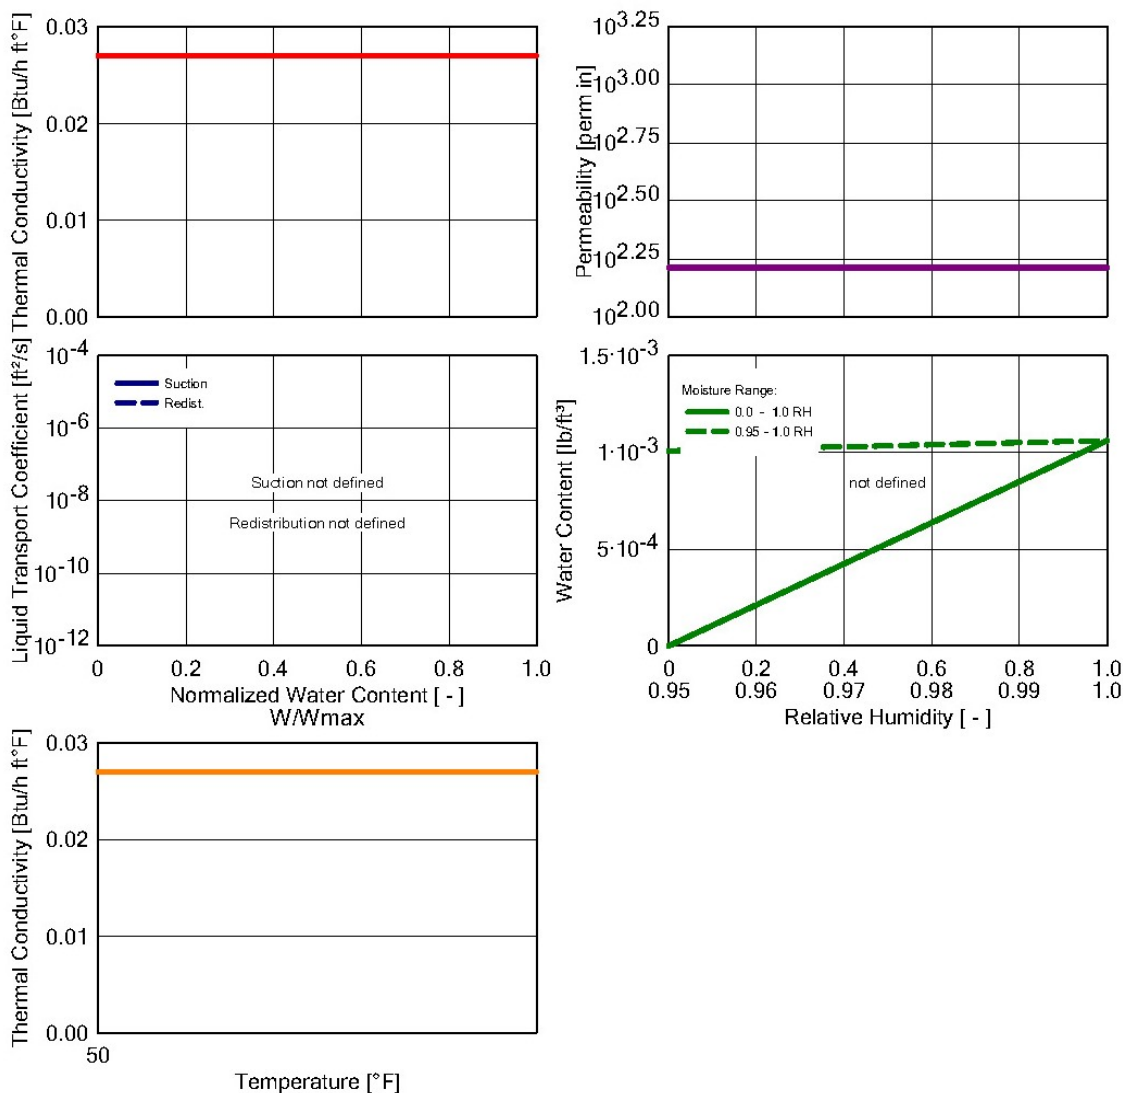 Thermal Conductivity [Btu/h ft°F]
0.03
0.02
0.01
0.00
Permeability [perm in]
10^3.25
10^3.00
10^2.75
10^2.50
10^2.25
10^2.00
Liquid Transport Coefficient [ft²/s]
10^-4
10^-6
10^-8
10^-10
10^-12
Suction
Redist.
Suction not defined
Redistribution not defined
0 0.2 0.4 0.6 0.8 1.0
Normalized Water Content [ - ]
W/Wmax
Water Content [lb/ft³]
1.5·10^-3
1·10^-3
5·10^-4
0
Moisture Range:
0.0 - 1.0 RH
0.95 - 1.0 RH
not defined
0 0.2 0.4 0.6 0.8 1.0
0.95 0.96 0.97 0.98 0.99 1.0
Relative Humidity [ - ]
Thermal Conductivity [Btu/h ft°F]
0.03
0.02
0.01
0.00
50
Temperature [°F]